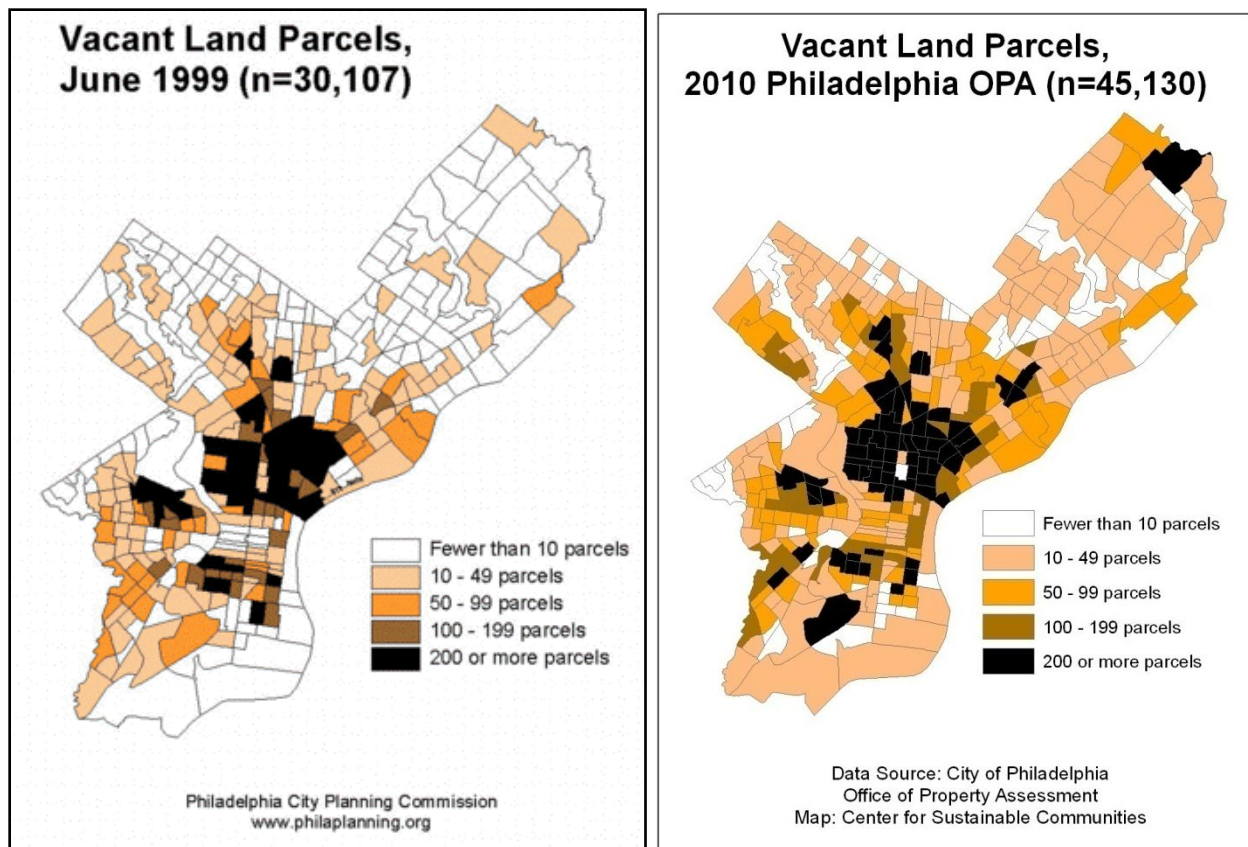 Vacant Land Parcels,
June 1999 (n=30,107)
Fewer than 10 parcels
10 - 49 parcels
50 - 99 parcels
100 - 199 parcels
200 or more parcels
Philadelphia City Planning Commission
www.philaplanning.org
Vacant Land Parcels,
2010 Philadelphia OPA (n=45,130)
Fewer than 10 parcels
10 - 49 parcels
50 - 99 parcels
100 - 199 parcels
200 or more parcels
Data Source: City of Philadelphia
Office of Property Assessment
Map: Center for Sustainable Communities